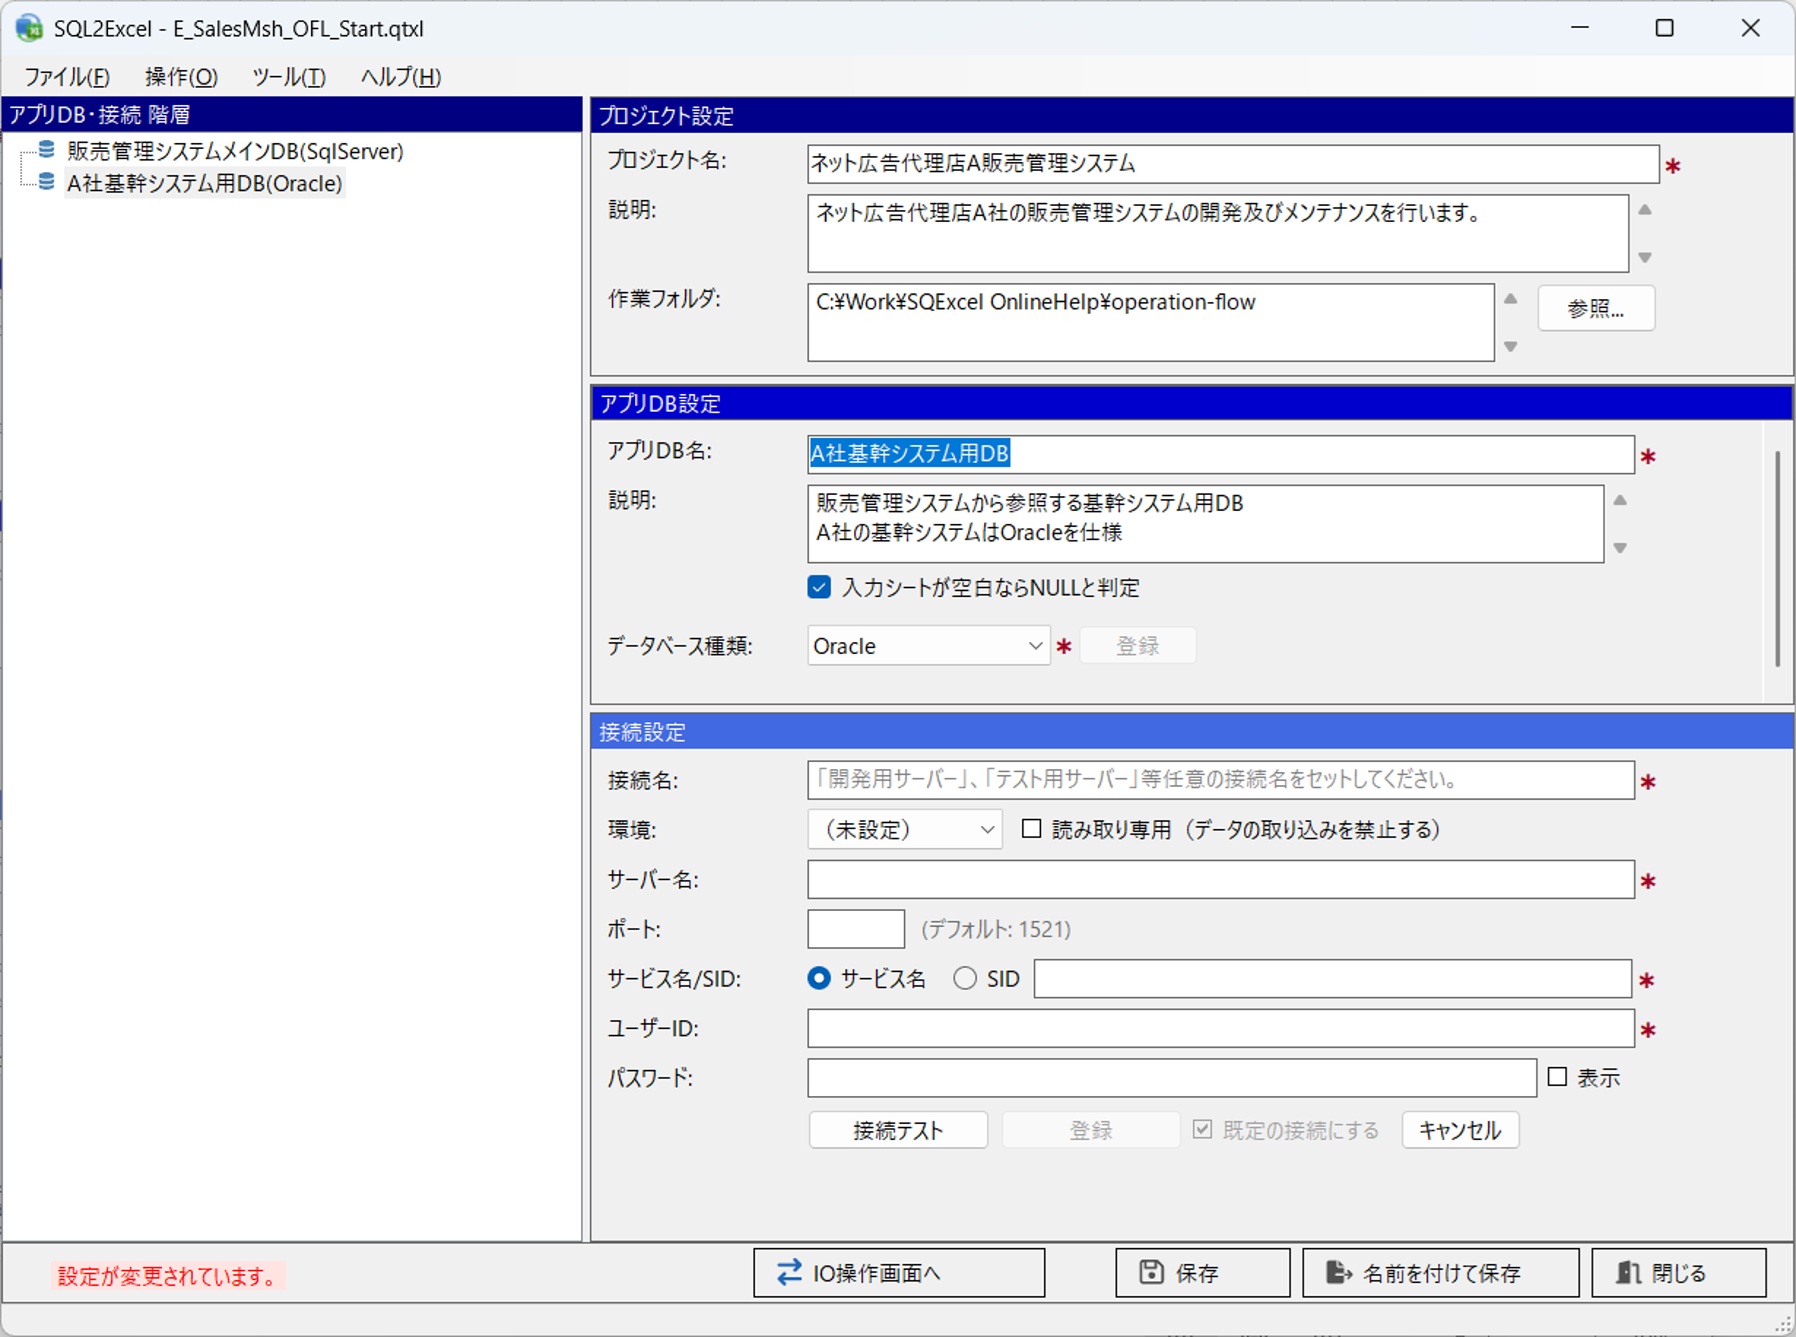 SQL2Excel - E_SalesMsh_OFL_Start.qtxl
ファイル(F) 操作(O) ツール(T) ヘルプ(H)
アプリDB・接続 階層
販売管理システムメインDB(SqlServer)
A社基幹システム用DB(Oracle)
プロジェクト設定
プロジェクト名: ネット広告代理店A販売管理システム *
説明: ネット広告代理店A社の販売管理システムの開発及びメンテナンスを行います。
作業フォルダ: C:¥Work¥SQExcel OnlineHelp¥operation-flow 参照...
アプリDB設定
アプリDB名: A社基幹システム用DB *
説明: 販売管理システムから参照する基幹システム用DB
A社の基幹システムはOracleを仕様
入力シートが空白ならNULLと判定
データベース種類: Oracle * 登録
接続設定
接続名: 「開発用サーバー」、「テスト用サーバー」等任意の接続名をセットしてください。 *
環境: （未設定） 読み取り専用（データの取り込みを禁止する）
サーバー名: *
ポート: (デフォルト: 1521)
サービス名/SID: サービス名 SID *
ユーザーID: *
パスワード: 表示
接続テスト 登録 既定の接続にする キャンセル
設定が変更されています。 IO操作画面へ 保存 名前を付けて保存 閉じる